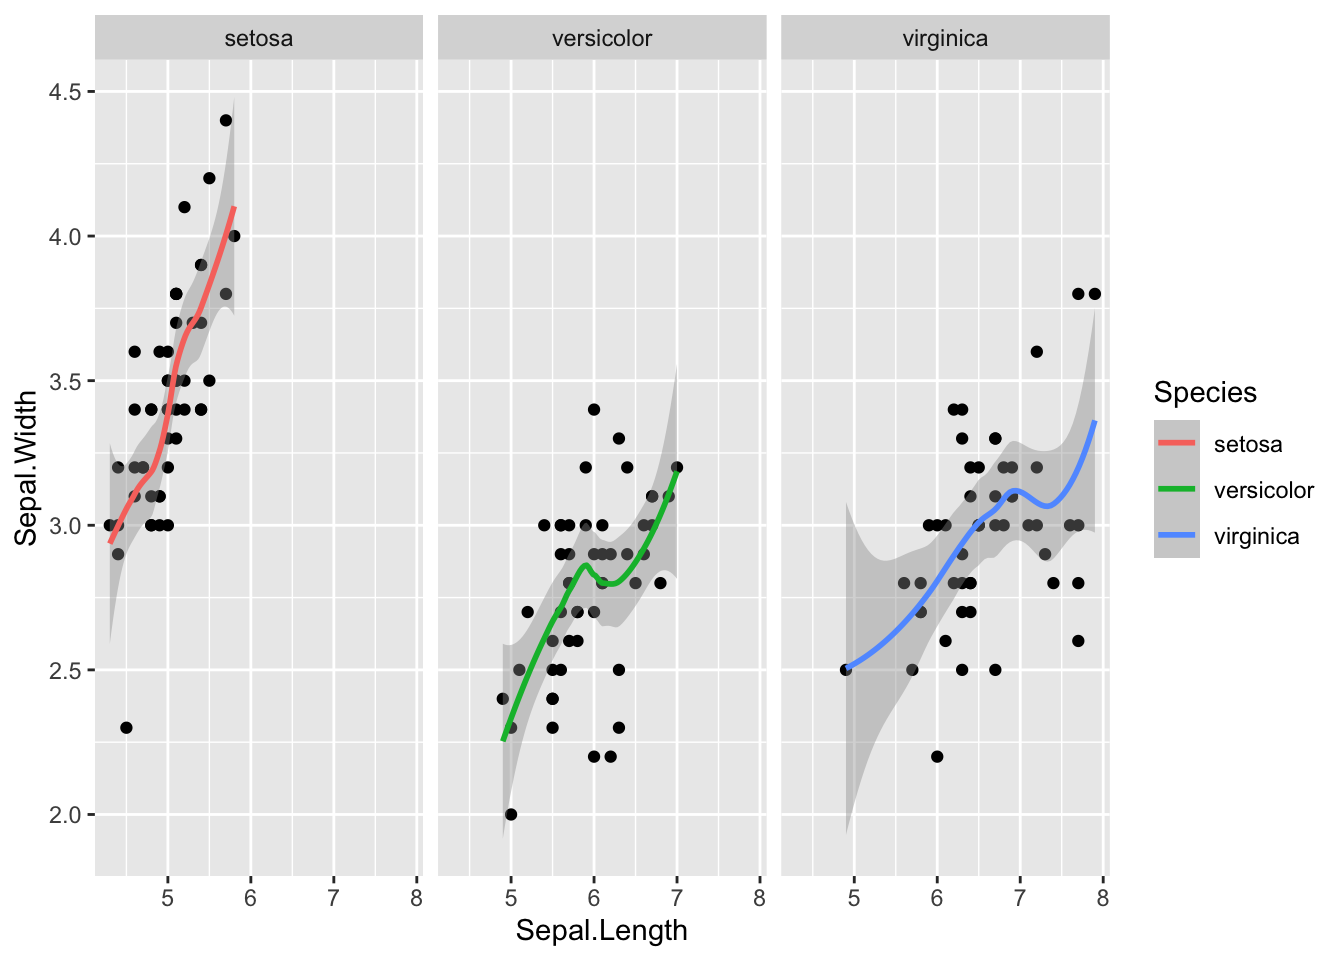 setosa versicolor virginica
4.5
4.0
3.5
3.0
2.5
2.0
Sepal.Width
5 6 7 8 5 6 7 8 5 6 7 8
Sepal.Length
Species
setosa
versicolor
virginica